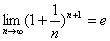 lim_{n→∞} (1 + 1/n)^{n+1} = e